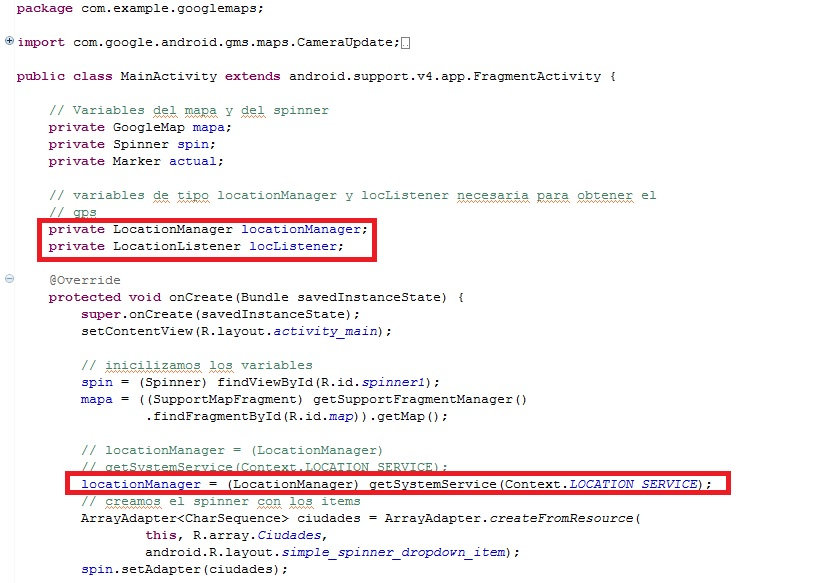 package com.example.googlemaps;
import com.google.android.gms.maps.CameraUpdate;
public class MainActivity extends android.support.v4.app.FragmentActivity {
// Variables del mapa y del spinner
private GoogleMap mapa;
private Spinner spin;
private Marker actual;
// variables de tipo locationManager y locListener necesaria para obtener el
// gps
private LocationManager locationManager;
private LocationListener locListener;
@Override
protected void onCreate(Bundle savedInstanceState) {
super.onCreate(savedInstanceState);
setContentView(R.layout.activity_main);
// inicilizamos los variables
spin = (Spinner) findViewById(R.id.spinner1);
mapa = ((SupportMapFragment) getSupportFragmentManager()
.findFragmentById(R.id.map)).getMap();
// locationManager = (LocationManager)
// getSystemService(Context.LOCATION_SERVICE);
locationManager = (LocationManager) getSystemService(Context.LOCATION_SERVICE);
// creamos el spinner con los items
ArrayAdapter<CharSequence> ciudades = ArrayAdapter.createFromResource(
this, R.array.Ciudades,
android.R.layout.simple_spinner_dropdown_item);
spin.setAdapter(ciudades);